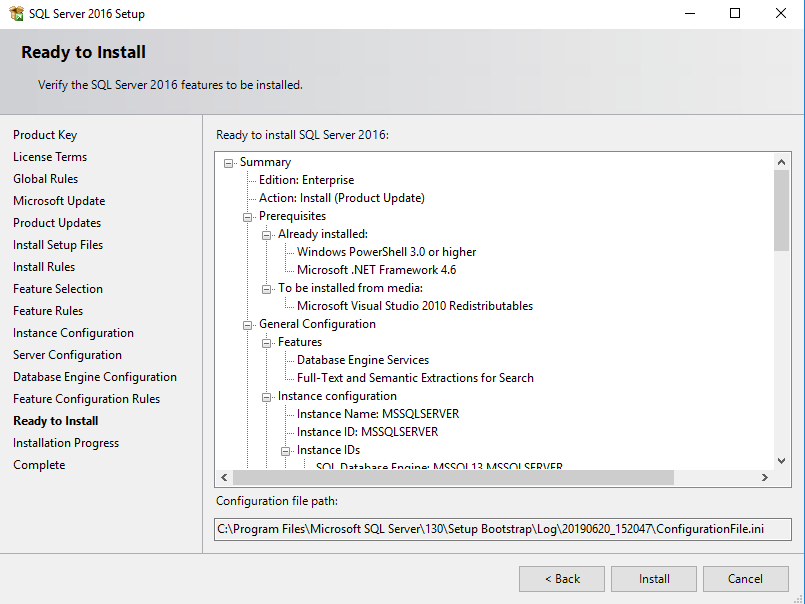 SQL Server 2016 Setup
Ready to Install
Verify the SQL Server 2016 features to be installed.
Product Key
License Terms
Global Rules
Microsoft Update
Product Updates
Install Setup Files
Install Rules
Feature Selection
Feature Rules
Instance Configuration
Server Configuration
Database Engine Configuration
Feature Configuration Rules
Ready to Install
Installation Progress
Complete
Ready to install SQL Server 2016:
Summary
Edition: Enterprise
Action: Install (Product Update)
Prerequisites
Already installed:
Windows PowerShell 3.0 or higher
Microsoft .NET Framework 4.6
To be installed from media:
Microsoft Visual Studio 2010 Redistributables
General Configuration
Features
Database Engine Services
Full-Text and Semantic Extractions for Search
Instance configuration
Instance Name: MSSQLSERVER
Instance ID: MSSQLSERVER
Instance IDs
SQL Database Engine: MSSQL13.MSSQLSERVER
Configuration file path:
C:\Program Files\Microsoft SQL Server\130\Setup Bootstrap\Log\20190620_152047\ConfigurationFile.ini
< Back
Install
Cancel